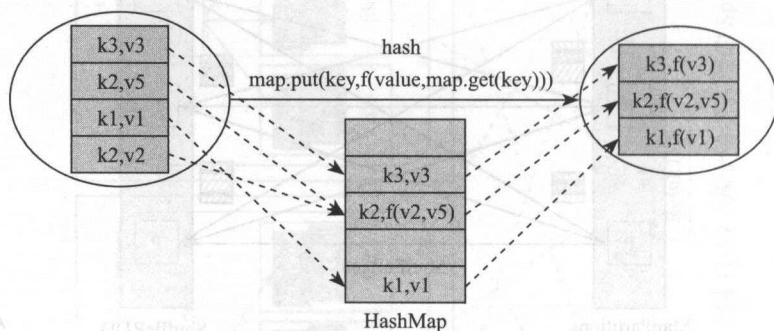 k3,v3
k2,v5
k1,v1
k2,v2
hash
map.put(key,f(value,map.get(key)))
k3,v3
k2,f(v2,v5)
k1,v1
HashMap
k3,f(v3)
k2,f(v2,v5)
k1,f(v1)